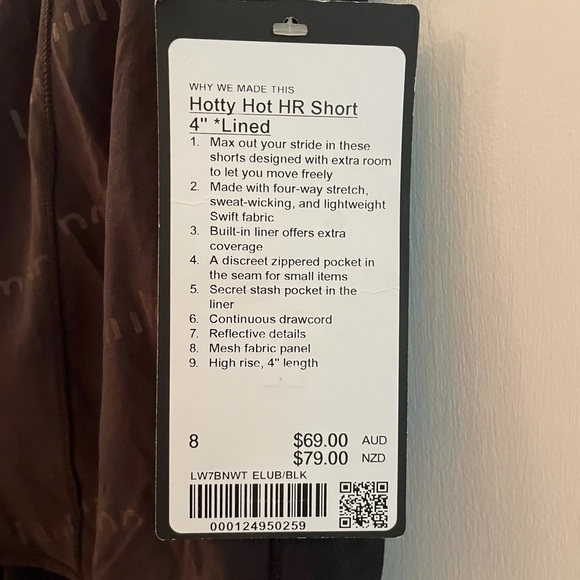 WHY WE MADE THIS
Hotty Hot HR Short
4" *Lined
1. Max out your stride in these
shorts designed with extra room
to let you move freely
2. Made with four-way stretch,
sweat-wicking, and lightweight
Swift fabric
3. Built-in liner offers extra
coverage
4. A discreet zippered pocket in
the seam for small items
5. Secret stash pocket in the
liner
6. Continuous drawcord
7. Reflective details
8. Mesh fabric panel
9. High rise, 4" length
8 $69.00 AUD
$79.00 NZD
LW7BNWT ELUB/BLK
000124950259